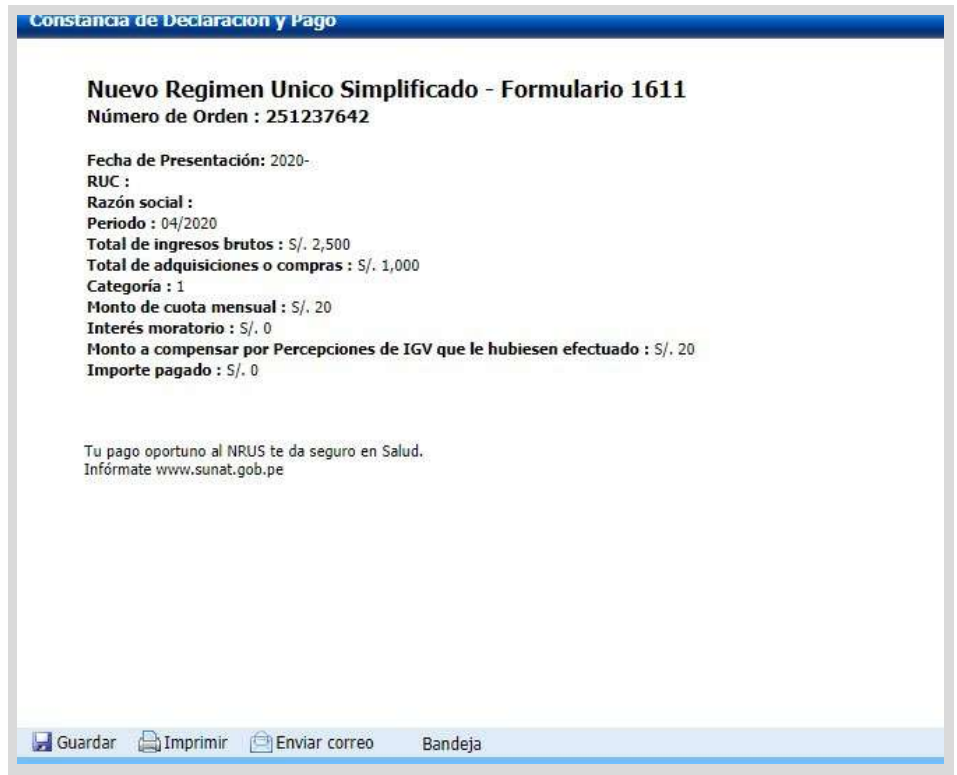 Constancia de Declaración y Pago
Nuevo Regimen Unico Simplificado - Formulario 1611
Número de Orden : 251237642
Fecha de Presentación: 2020-
RUC :
Razón social :
Periodo : 04/2020
Total de ingresos brutos : S/. 2,500
Total de adquisiciones o compras : S/. 1,000
Categoría : 1
Monto de cuota mensual : S/. 20
Interés moratorio : S/. 0
Monto a compensar por Percepciones de IGV que le hubiesen efectuado : S/. 20
Importe pagado : S/. 0
Tu pago oportuno al NRUS te da seguro en Salud.
Infórmate www.sunat.gob.pe
Guardar Imprimir Enviar correo Bandeja